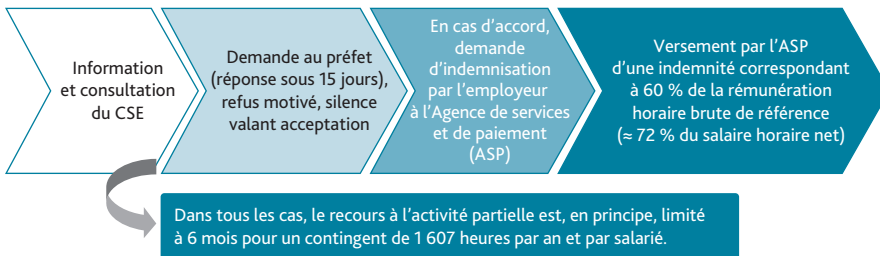 Information
et consultation
du CSE
Demande au préfet
(réponse sous 15 jours),
refus motivé, silence
valant acceptation
En cas d'accord,
demande
d'indemnisation
par l'employeur
à l'Agence de services
et de paiement
(ASP)
Versement par l'ASP
d'une indemnité correspondant
à 60 % de la rémunération
horaire brute de référence
(≈ 72 % du salaire horaire net)
Dans tous les cas, le recours à l'activité partielle est, en principe, limité
à 6 mois pour un contingent de 1 607 heures par an et par salarié.